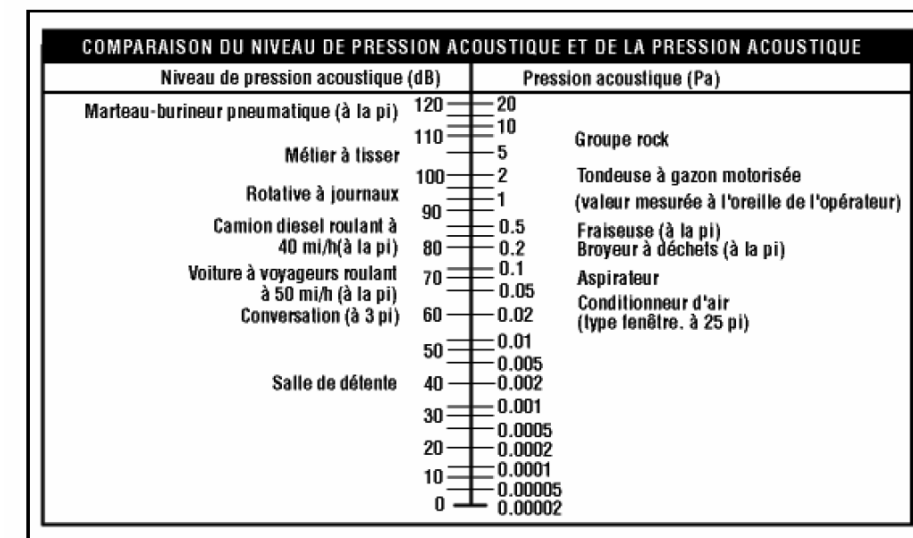 COMPARAISON DU NIVEAU DE PRESSION ACOUSTIQUE ET DE LA PRESSION ACOUSTIQUE
Niveau de pression acoustique (dB)
Pression acoustique (Pa)
Marteau-burineur pneumatique (à la pi)
Métier à tisser
Rotative à journaux
Camion diesel roulant à
40 mi/h(à la pi)
Voiture à voyageurs roulant
à 50 mi/h (à la pi)
Conversation (à 3 pi)
Salle de détente
120
110
100
90
80
70
60
50
40
30
20
10
0
20
10
5
2
1
0.5
0.2
0.1
0.05
0.02
0.01
0.005
0.002
0.001
0.0005
0.0002
0.0001
0.00005
0.00002
Groupe rock
Tondeuse à gazon motorisée
(valeur mesurée à l'oreille de l'opérateur)
Fraiseuse (à la pi)
Broyeur à déchets (à la pi)
Aspirateur
Conditionneur d'air
(type fenêtre. à 25 pi)